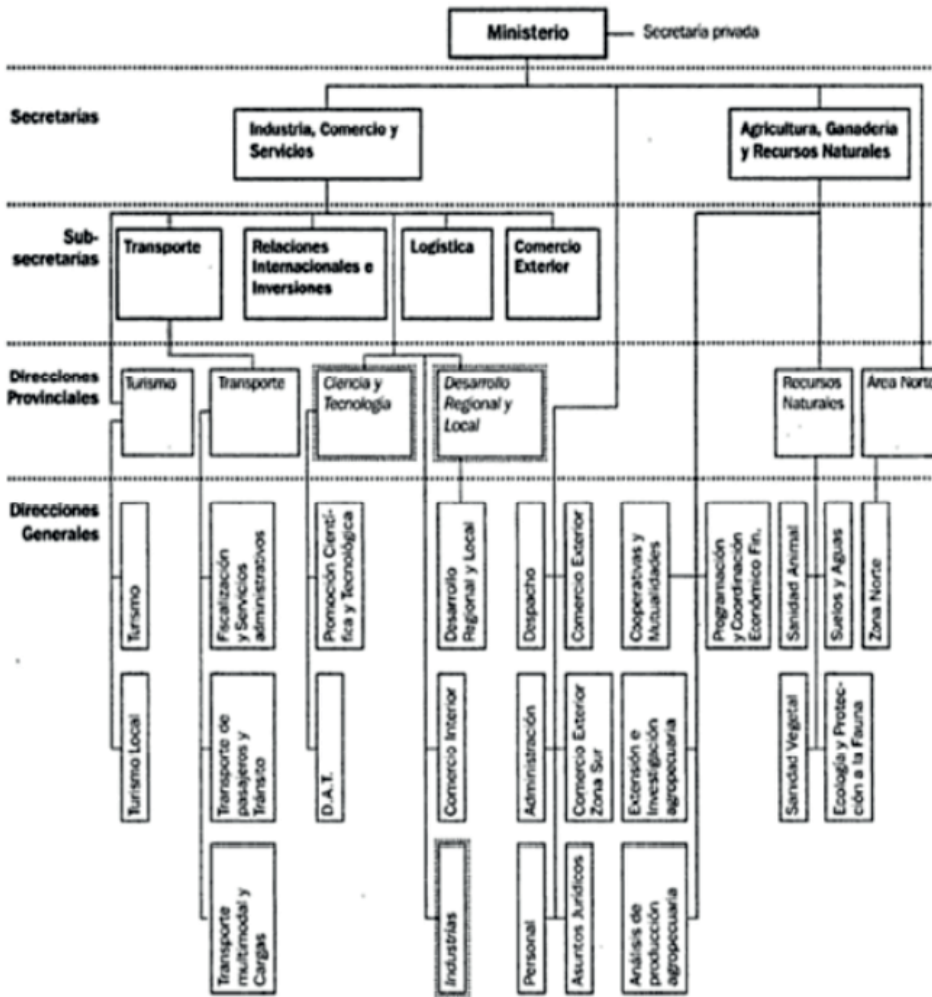 Ministerio
Secretaría privada
Secretarías
Industria, Comercio y
Servicios
Agricultura, Ganadería
y Recursos Naturales
Sub-
secretarías
Transporte
Relaciones
Internacionales e
Inversiones
Logística
Comercio
Exterior
Direcciones
Provinciales
Turismo
Transporte
Ciencia y
Tecnología
Desarrollo
Regional y
Local
Recursos
Naturales
Área Norte
Direcciones
Generales
Turismo
Fiscalización
y Servicios
administrativos
Promoción Cientí-
fica y Tecnológica
Desarrollo
Regional y Local
Despacho
Comercio Exterior
Cooperativas y
Mutualidades
Programación
y Coordinación
Económico Fin.
Sanidad Animal
Suelos y Aguas
Zona Norte
Turismo Local
Transporte de
pasajeros y
Tránsito
D.A.T.
Comercio Interior
Administración
Comercio Exterior
Zona Sur
Extensión e
Investigación
agropecuaria
Sanidad Vegetal
Ecología y Protec-
ción a la Fauna
Transporte
multimodal y
Cargas
Industrias
Personal
Asuntos Jurídicos
Análisis de
producción
agropecuaria